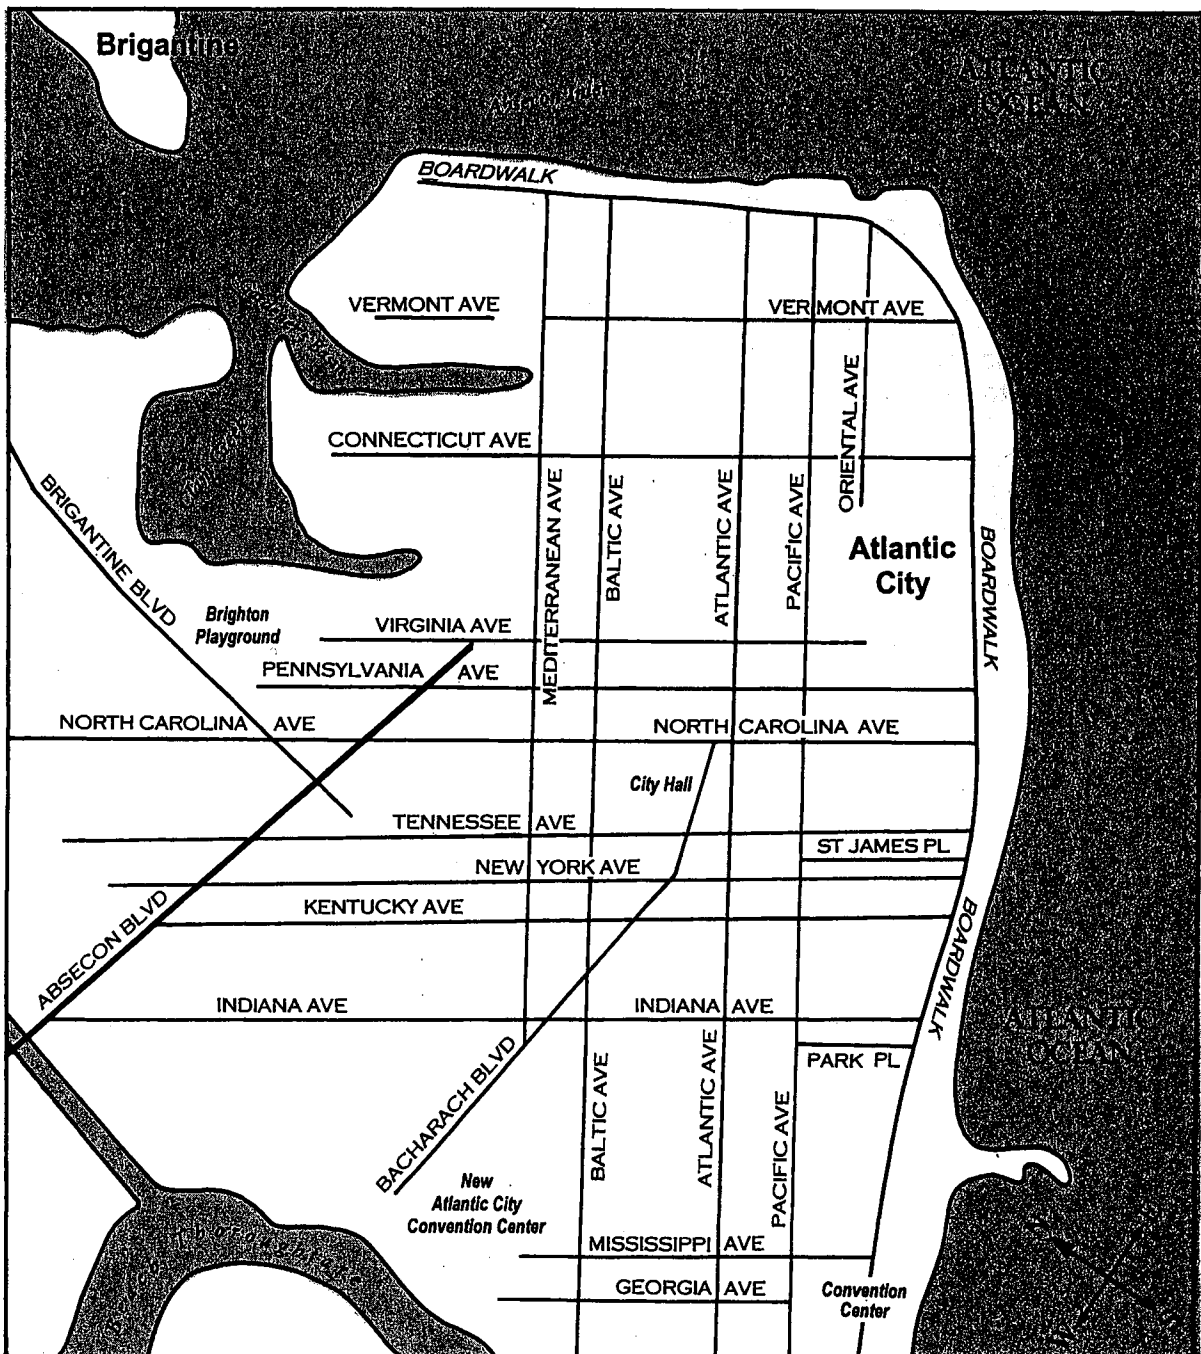 Brigantine
ATLANTIC
OCEAN
BOARDWALK
VERMONT AVE
VERMONT AVE
CONNECTICUT AVE
ORIENTAL AVE
BRIGANTINE BLVD
MEDITERRANEAN AVE
BALTIC AVE
ATLANTIC AVE
PACIFIC AVE
Atlantic
City
BOARDWALK
Brighton
Playground
VIRGINIA AVE
PENNSYLVANIA AVE
NORTH CAROLINA AVE
NORTH CAROLINA AVE
City Hall
TENNESSEE AVE
ST JAMES PL
NEW YORK AVE
KENTUCKY AVE
ABSECON BLVD
BOARDWALK
INDIANA AVE
INDIANA AVE
ATLANTIC
OCEAN
PARK PL
BACHARACH BLVD
BALTIC AVE
ATLANTIC AVE
PACIFIC AVE
New
Atlantic City
Convention Center
MISSISSIPPI AVE
GEORGIA AVE
Convention
Center